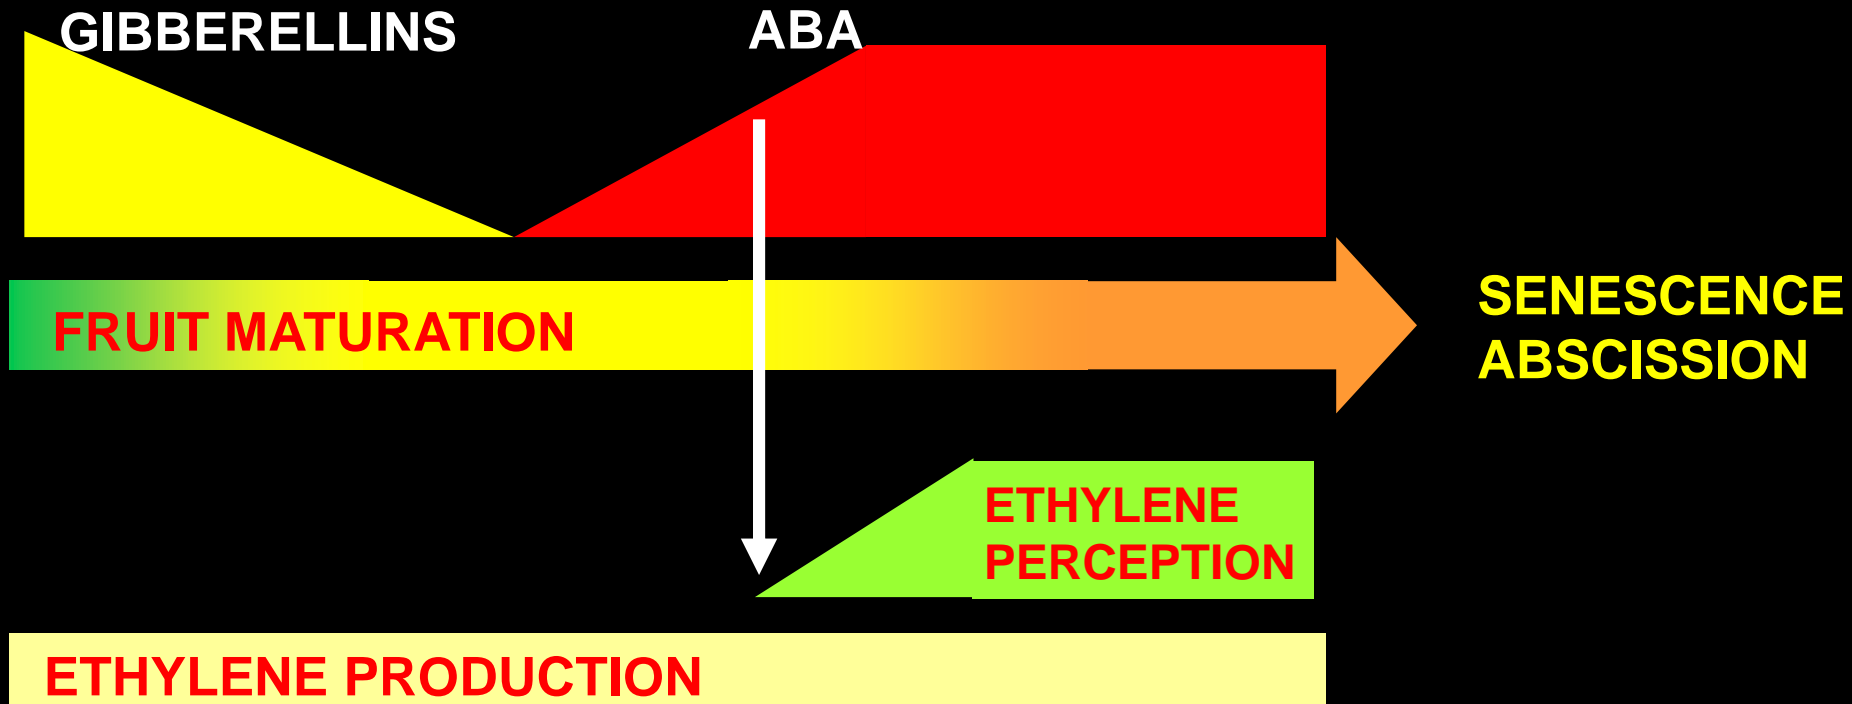 GIBBERELLINS
ABA
FRUIT MATURATION
SENESCENCE
ABSCISSION
ETHYLENE
PERCEPTION
ETHYLENE PRODUCTION